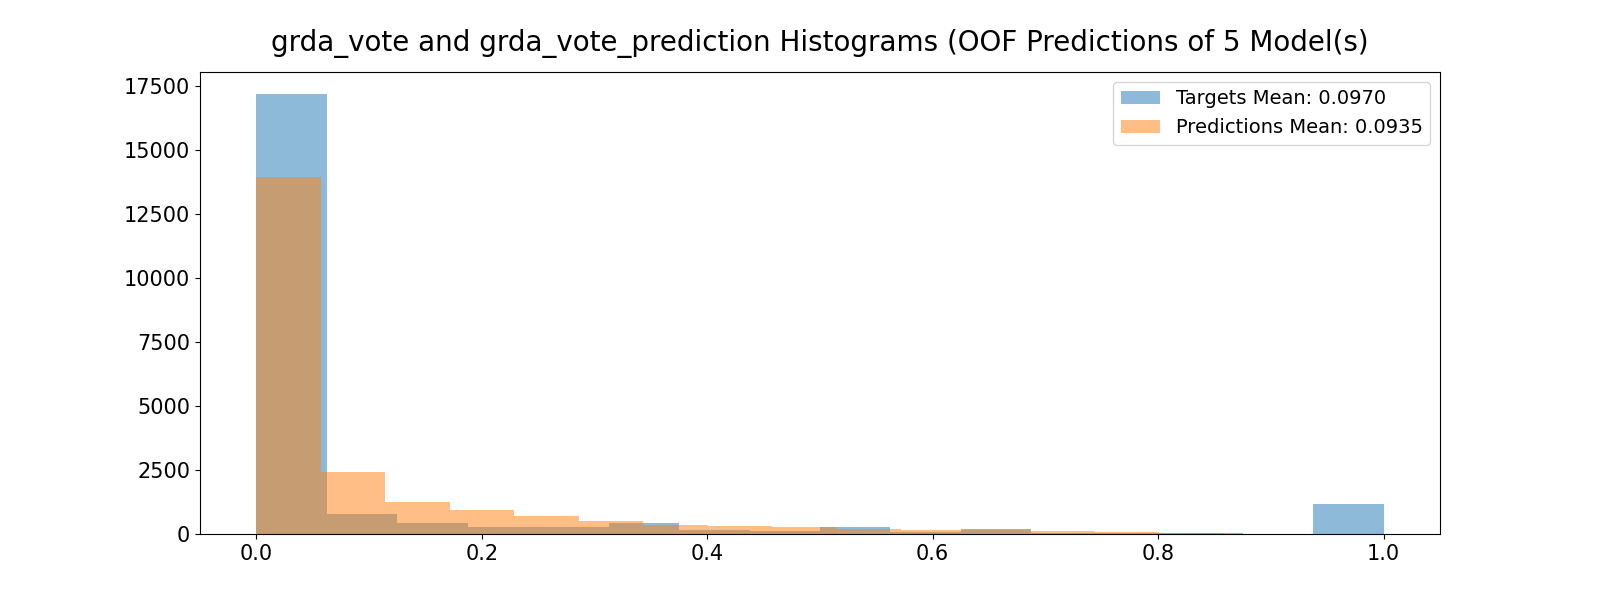 grda_vote and grda_vote_prediction Histograms (OOF Predictions of 5 Model(s)
Targets Mean: 0.0970
Predictions Mean: 0.0935
17500
15000
12500
10000
7500
5000
2500
0
0.0 0.2 0.4 0.6 0.8 1.0